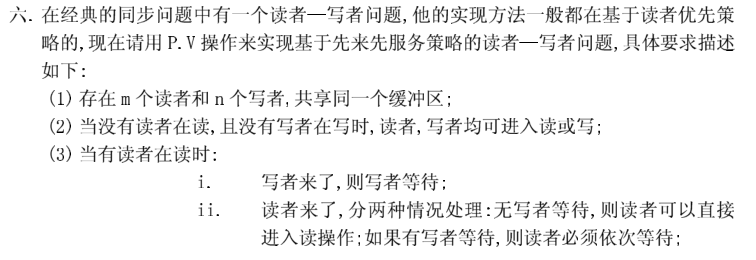 六. 在经典的同步问题中有一个读者—写者问题,他的实现方法一般都在基于读者优先策
略的,现在请用 P.V 操作来实现基于先来先服务策略的读者—写者问题,具体要求描述
如下:
(1) 存在 m 个读者和 n 个写者,共享同一个缓冲区;
(2) 当没有读者在读,且没有写者在写时,读者,写者均可进入读或写;
(3) 当有读者在读时:
i. 写者来了,则写者等待;
ii. 读者来了,分两种情况处理:无写者等待,则读者可以直接
进入读操作;如果有写者等待,则读者必须依次等待;